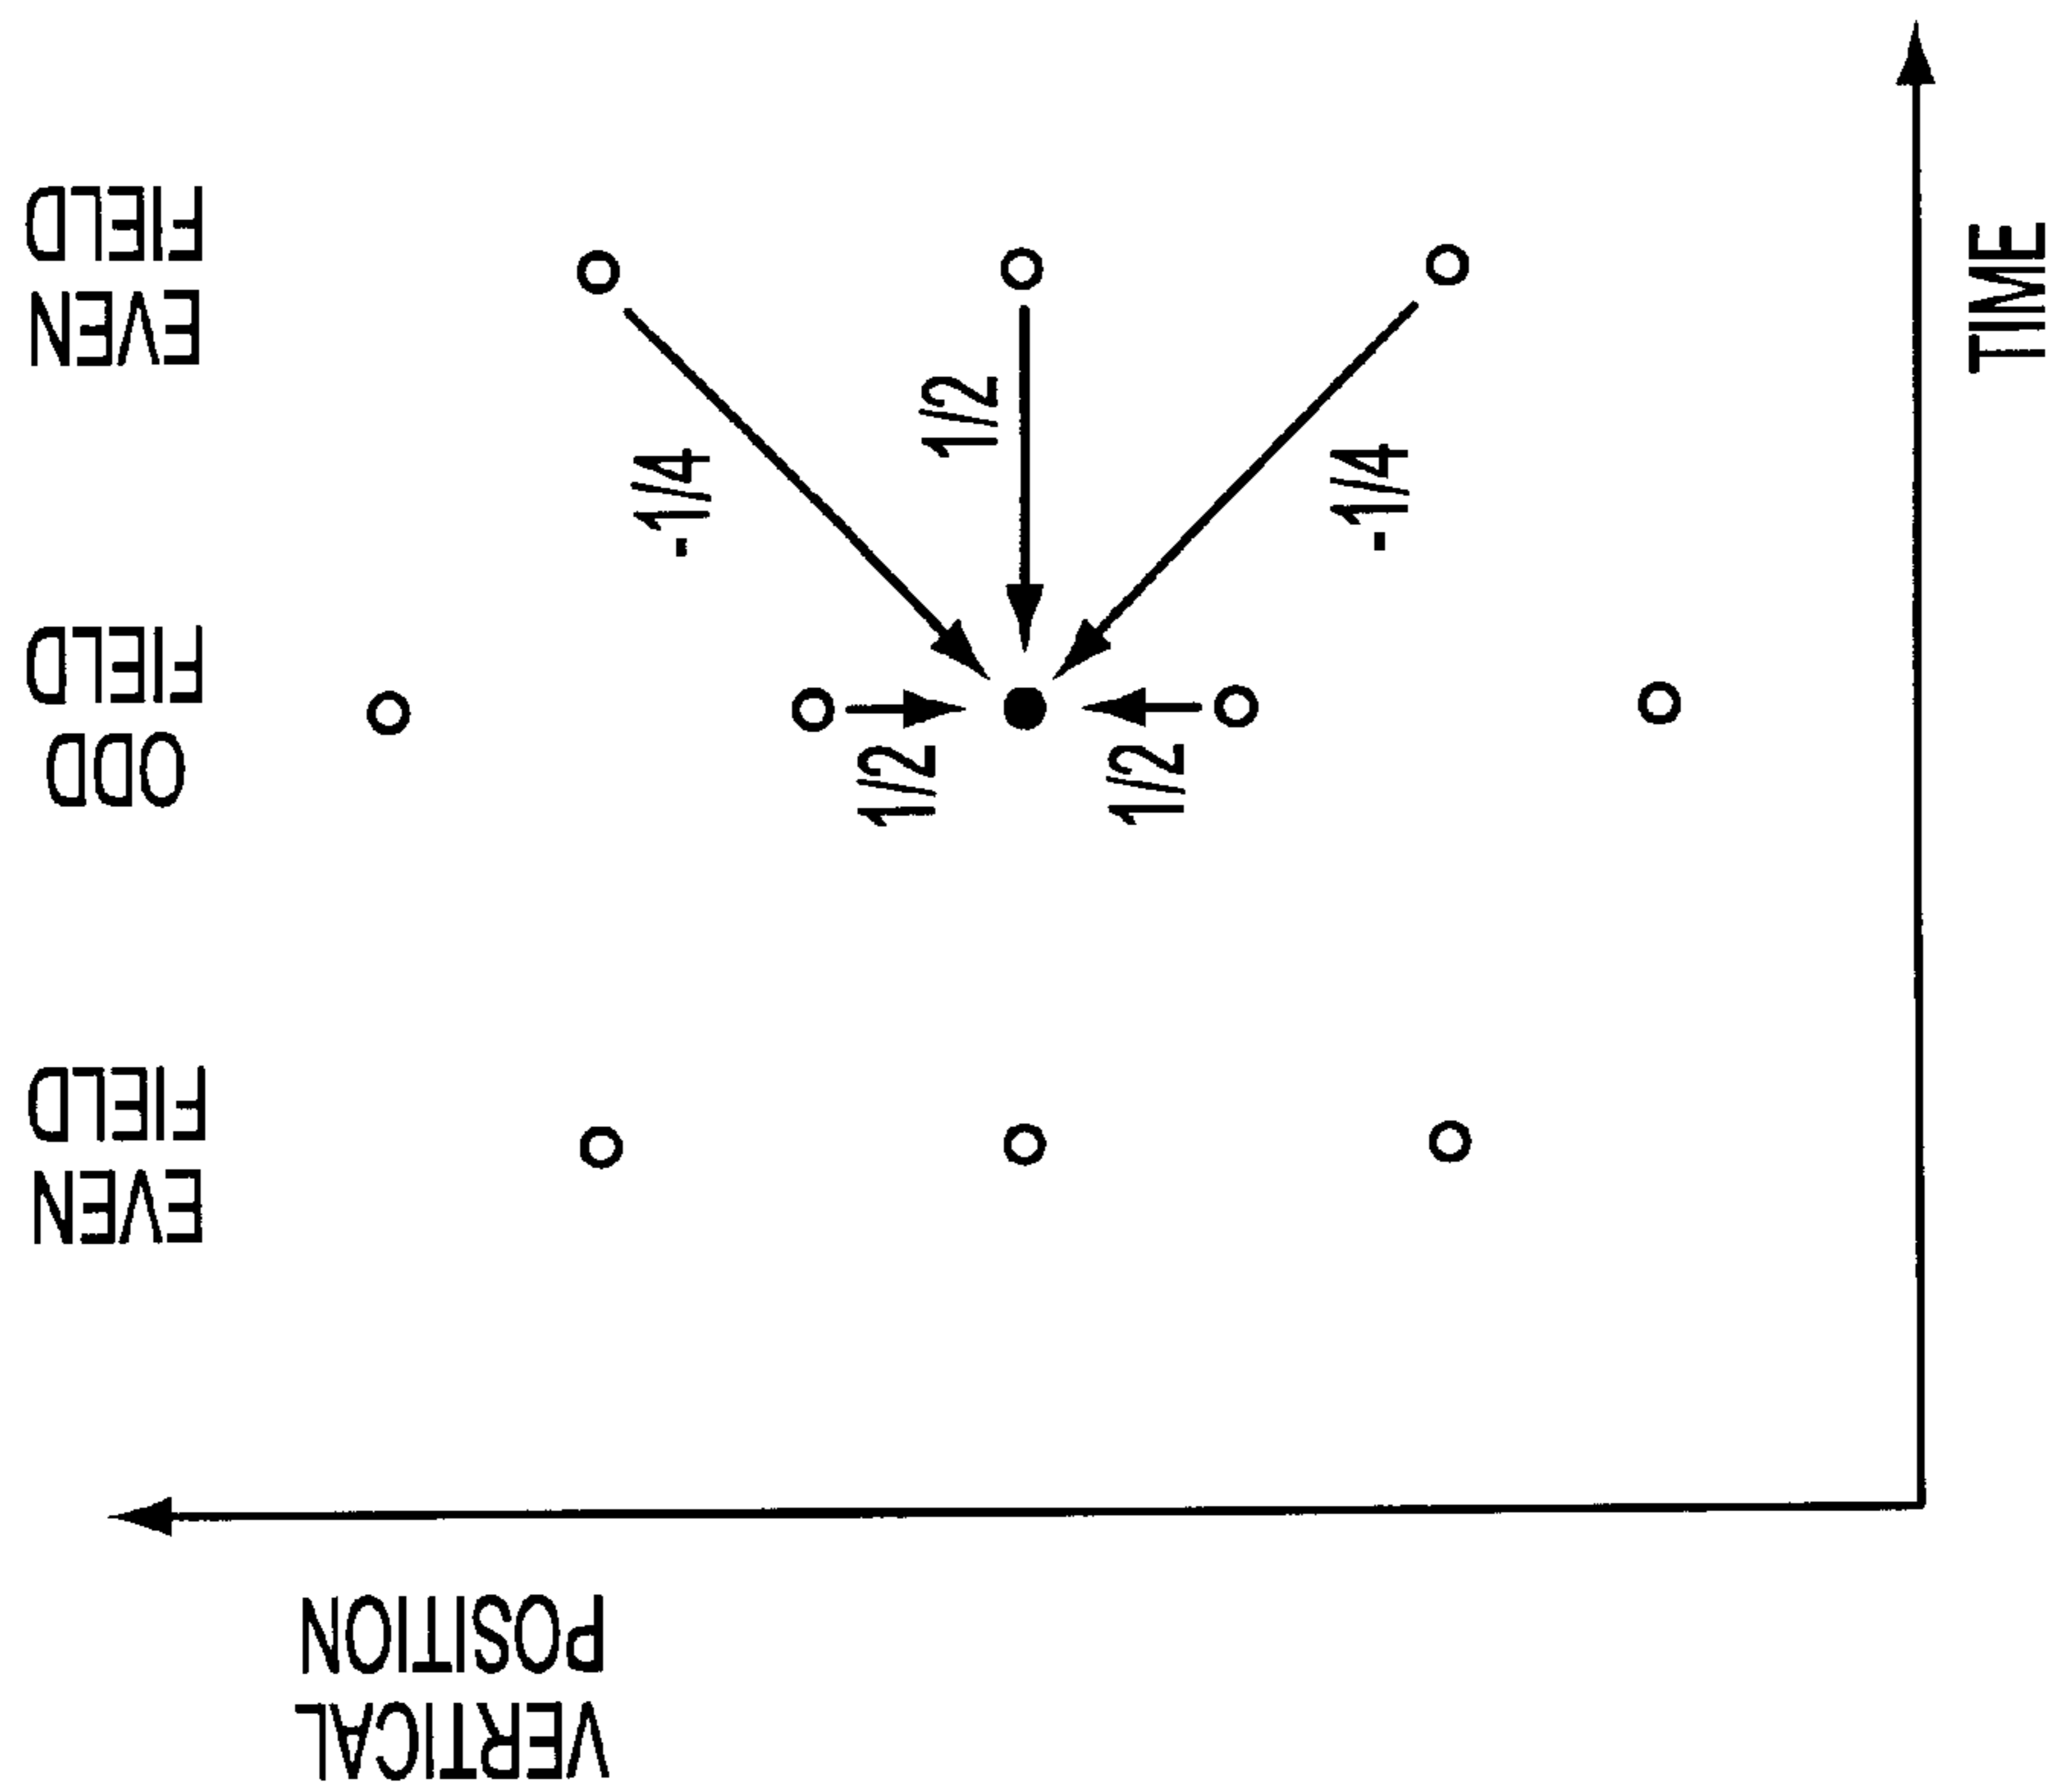 VERTICAL
POSITION
EVEN
FIELD
ODD
FIELD
EVEN
FIELD
-1/4
1/2
1/2
1/2
-1/4
TIME